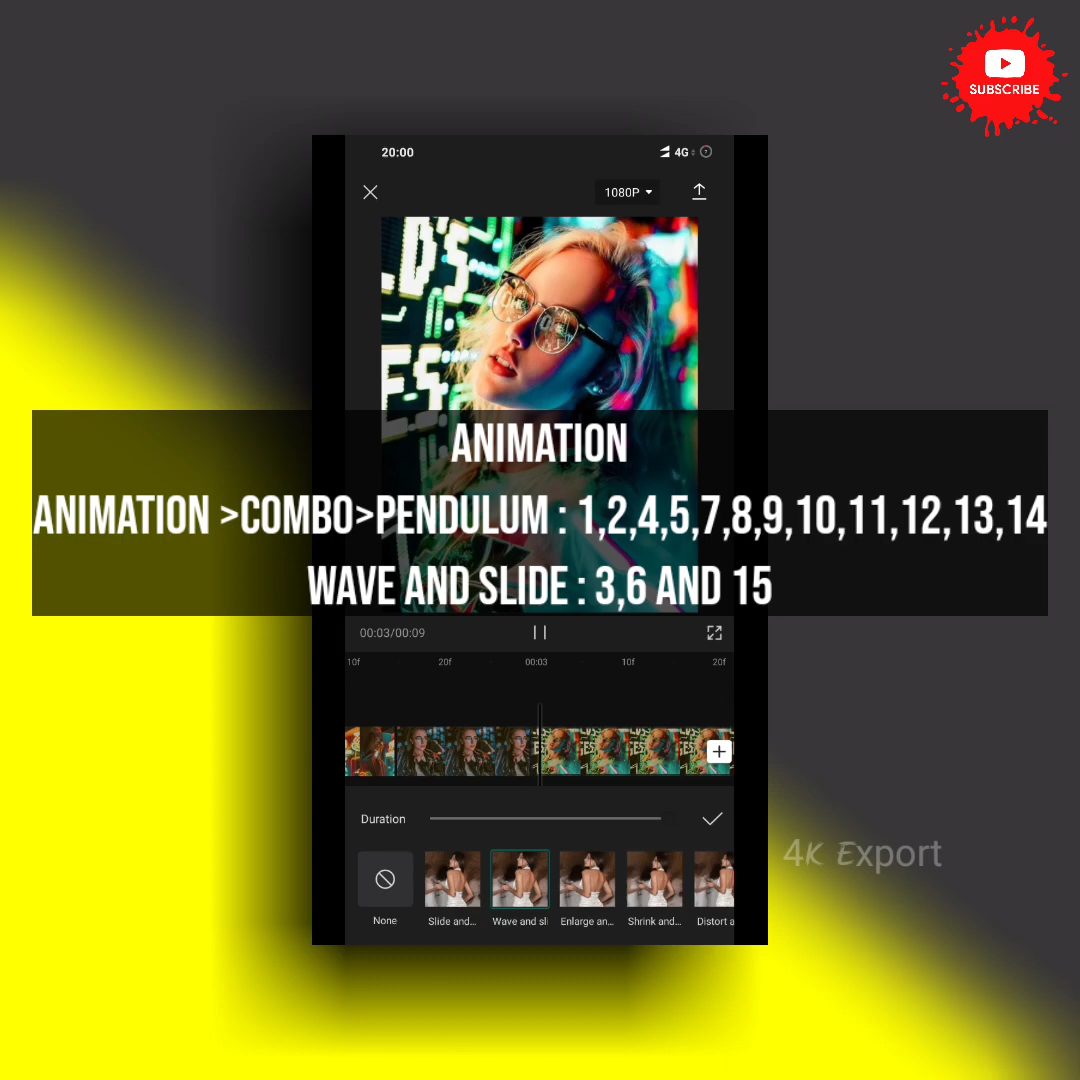 SUBSCRIBE
20:00
4G
1080P
LD'S
ES
ANIMATION
ANIMATION >COMBO>PENDULUM : 1,2,4,5,7,8,9,10,11,12,13,14
WAVE AND SLIDE : 3,6 AND 15
00:03/00:09
10f 20f 00:03 10f 20f
Duration
4K Export
None Slide and... Wave and sli Enlarge an... Shrink and... Distort a